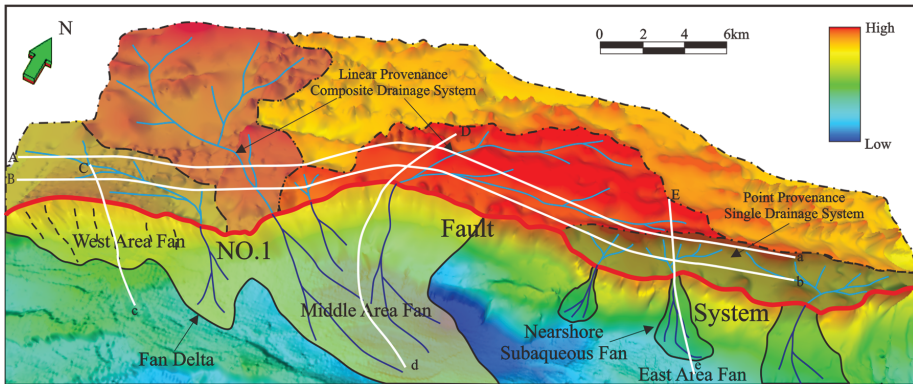 N
0 2 4 6km
High
Low
Linear Provenance
Composite Drainage System
A
B
C
D
E
Point Provenance
Single Drainage System
West Area Fan
NO.1
Fault
System
a
b
c
Middle Area Fan
Fan Delta
d
Nearshore
Subaqueous Fan
e
East Area Fan